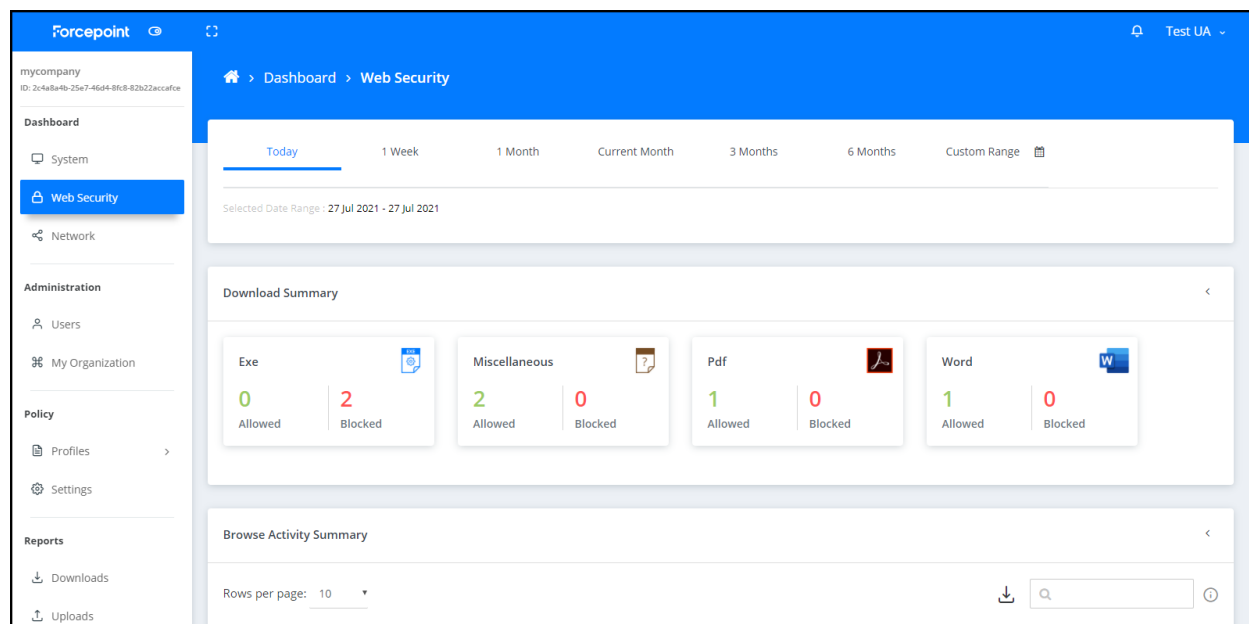 Forcepoint
Test UA
mycompany
ID: 2c4a8a4b-25e7-46d4-8fc8-82b22accafce
Dashboard > Web Security
Dashboard
System
Web Security
Network
Administration
Users
My Organization
Policy
Profiles
Settings
Reports
Downloads
Uploads
Today 1 Week 1 Month Current Month 3 Months 6 Months Custom Range
Selected Date Range : 27 Jul 2021 - 27 Jul 2021
Download Summary
Exe
EXE
0 2
Allowed Blocked
Miscellaneous
?
2 0
Allowed Blocked
Pdf
1 0
Allowed Blocked
Word
W
1 0
Allowed Blocked
Browse Activity Summary
Rows per page: 10